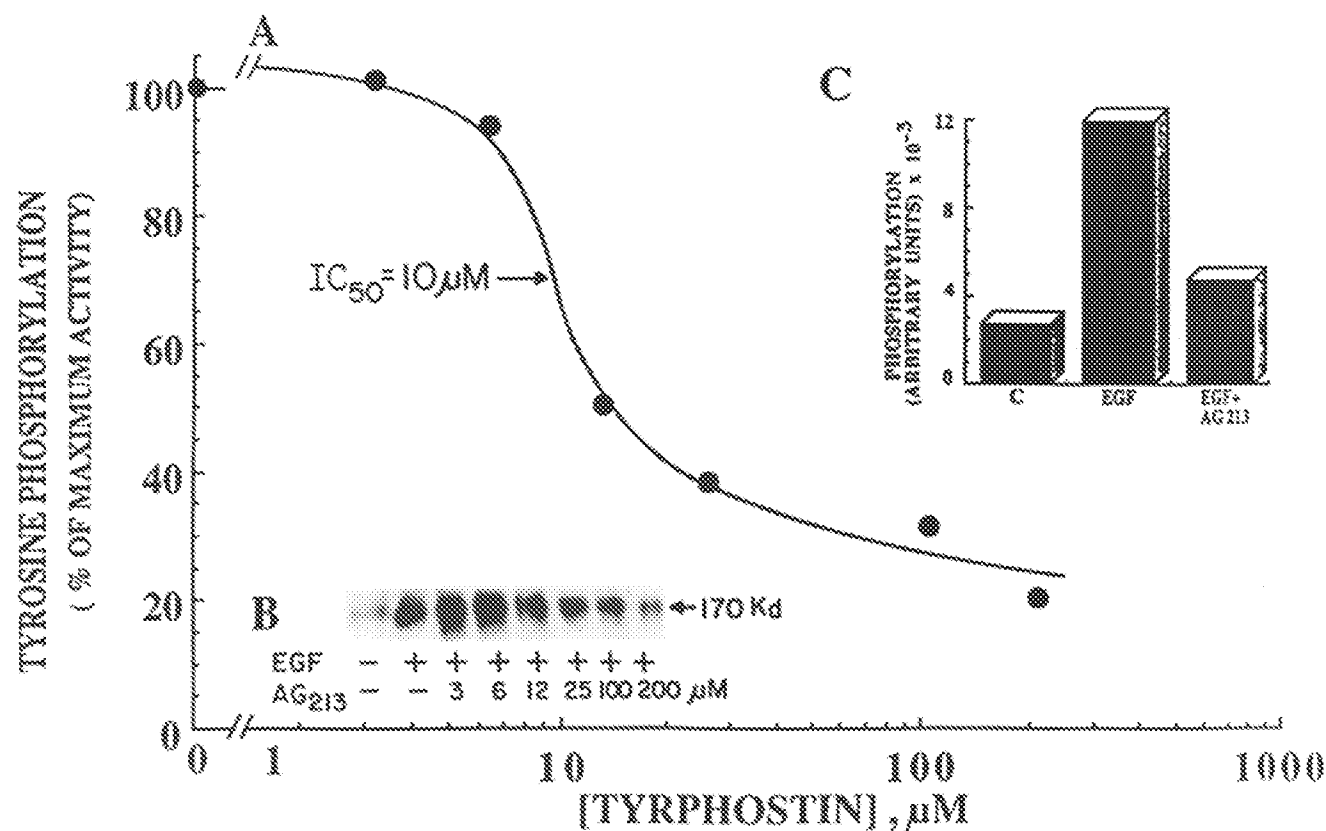 A
TYROSINE PHOSPHORYLATION
( % OF MAXIMUM ACTIVITY)
100
80
60
40
20
0
IC50=10µM
C
PHOSPHORYLATION
(ARBITRARY UNITS) x 10-3
12
8
4
0
C EGF EGF+
AG213
B 170 Kd
EGF - + + + + + + +
AG213 - - 3 6 12 25 100 200 µM
0 1 10 100 1000
[TYRPHOSTIN] , µM